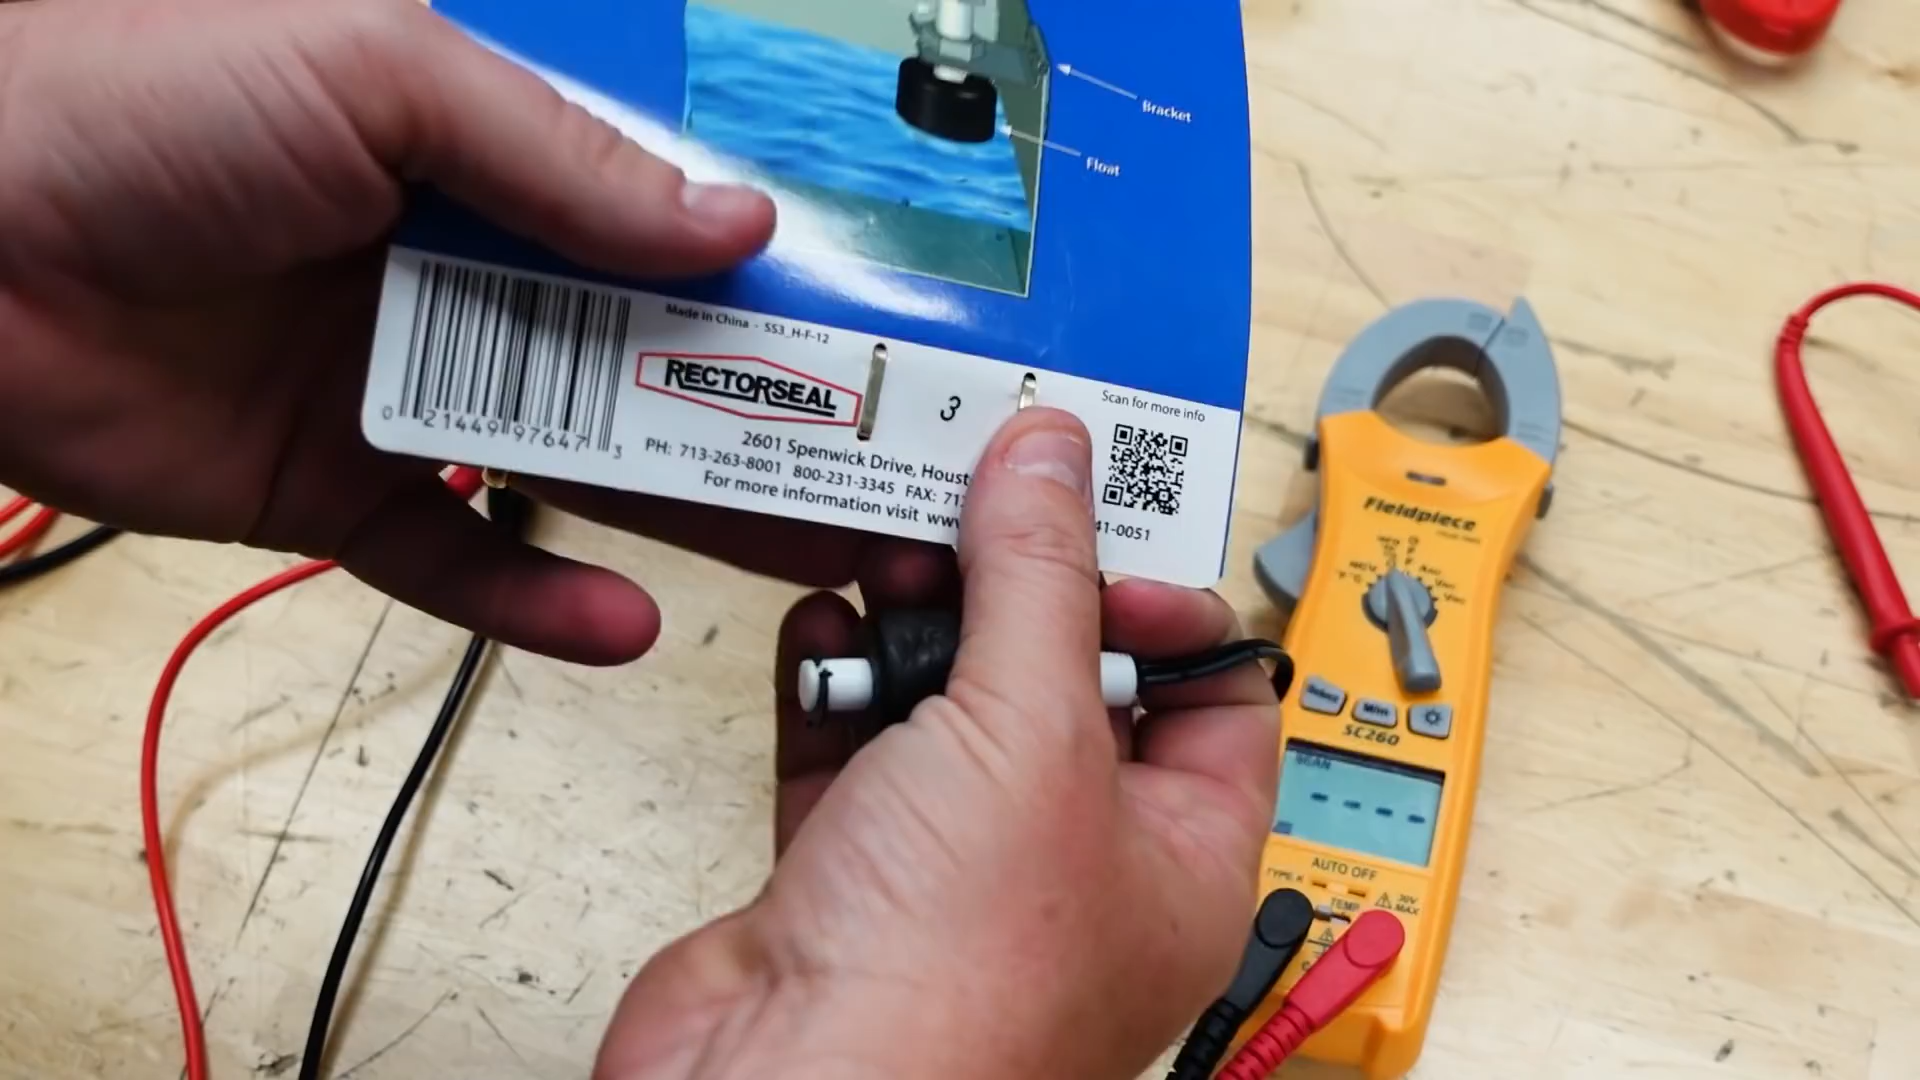 Bracket
Float
Made in China - SS3_H-F-12
RECTORSEAL
3
Scan for more info
0 21449 97647 3
2601 Spenwick Drive, Houst
PH: 713-263-8001 800-231-3345 FAX: 71
For more information visit www
41-0051
Fieldpiece
Select
SC260
SCAN
- - - -
AUTO OFF
TYPE K
TEMP
30V
MAX